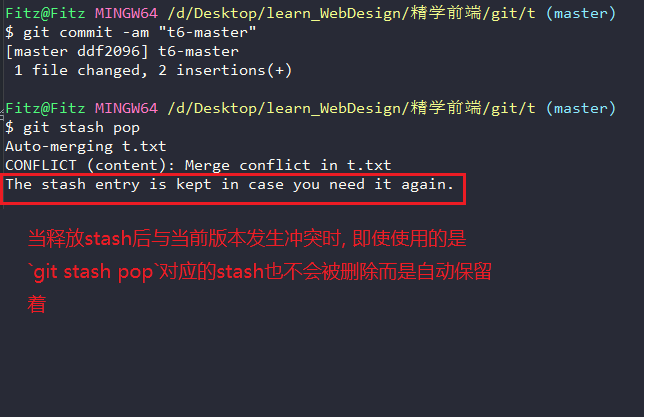 Fitz@Fitz MINGW64 /d/Desktop/learn_WebDesign/精学前端/git/t (master)
$ git commit -am "t6-master"
[master ddf2096] t6-master
 1 file changed, 2 insertions(+)
Fitz@Fitz MINGW64 /d/Desktop/learn_WebDesign/精学前端/git/t (master)
$ git stash pop
Auto-merging t.txt
CONFLICT (content): Merge conflict in t.txt
The stash entry is kept in case you need it again.
当释放stash后与当前版本发生冲突时, 即使使用的是
`git stash pop`对应的stash也不会被删除而是自动保留
着